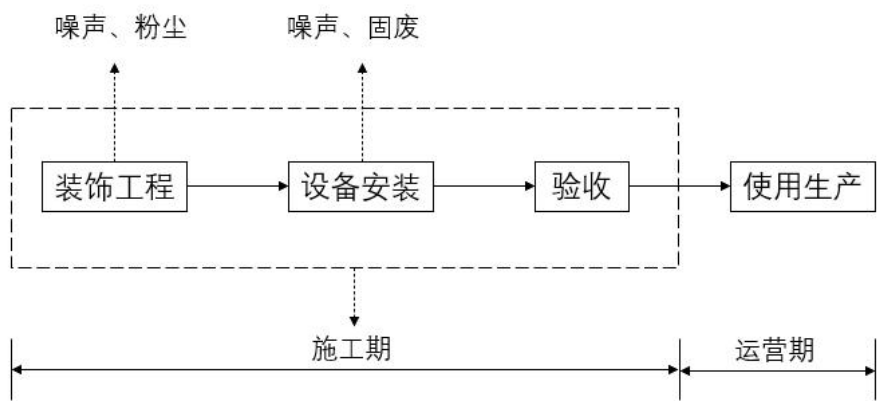 噪声、粉尘
噪声、固废
装饰工程
设备安装
验收
使用生产
施工期
运营期